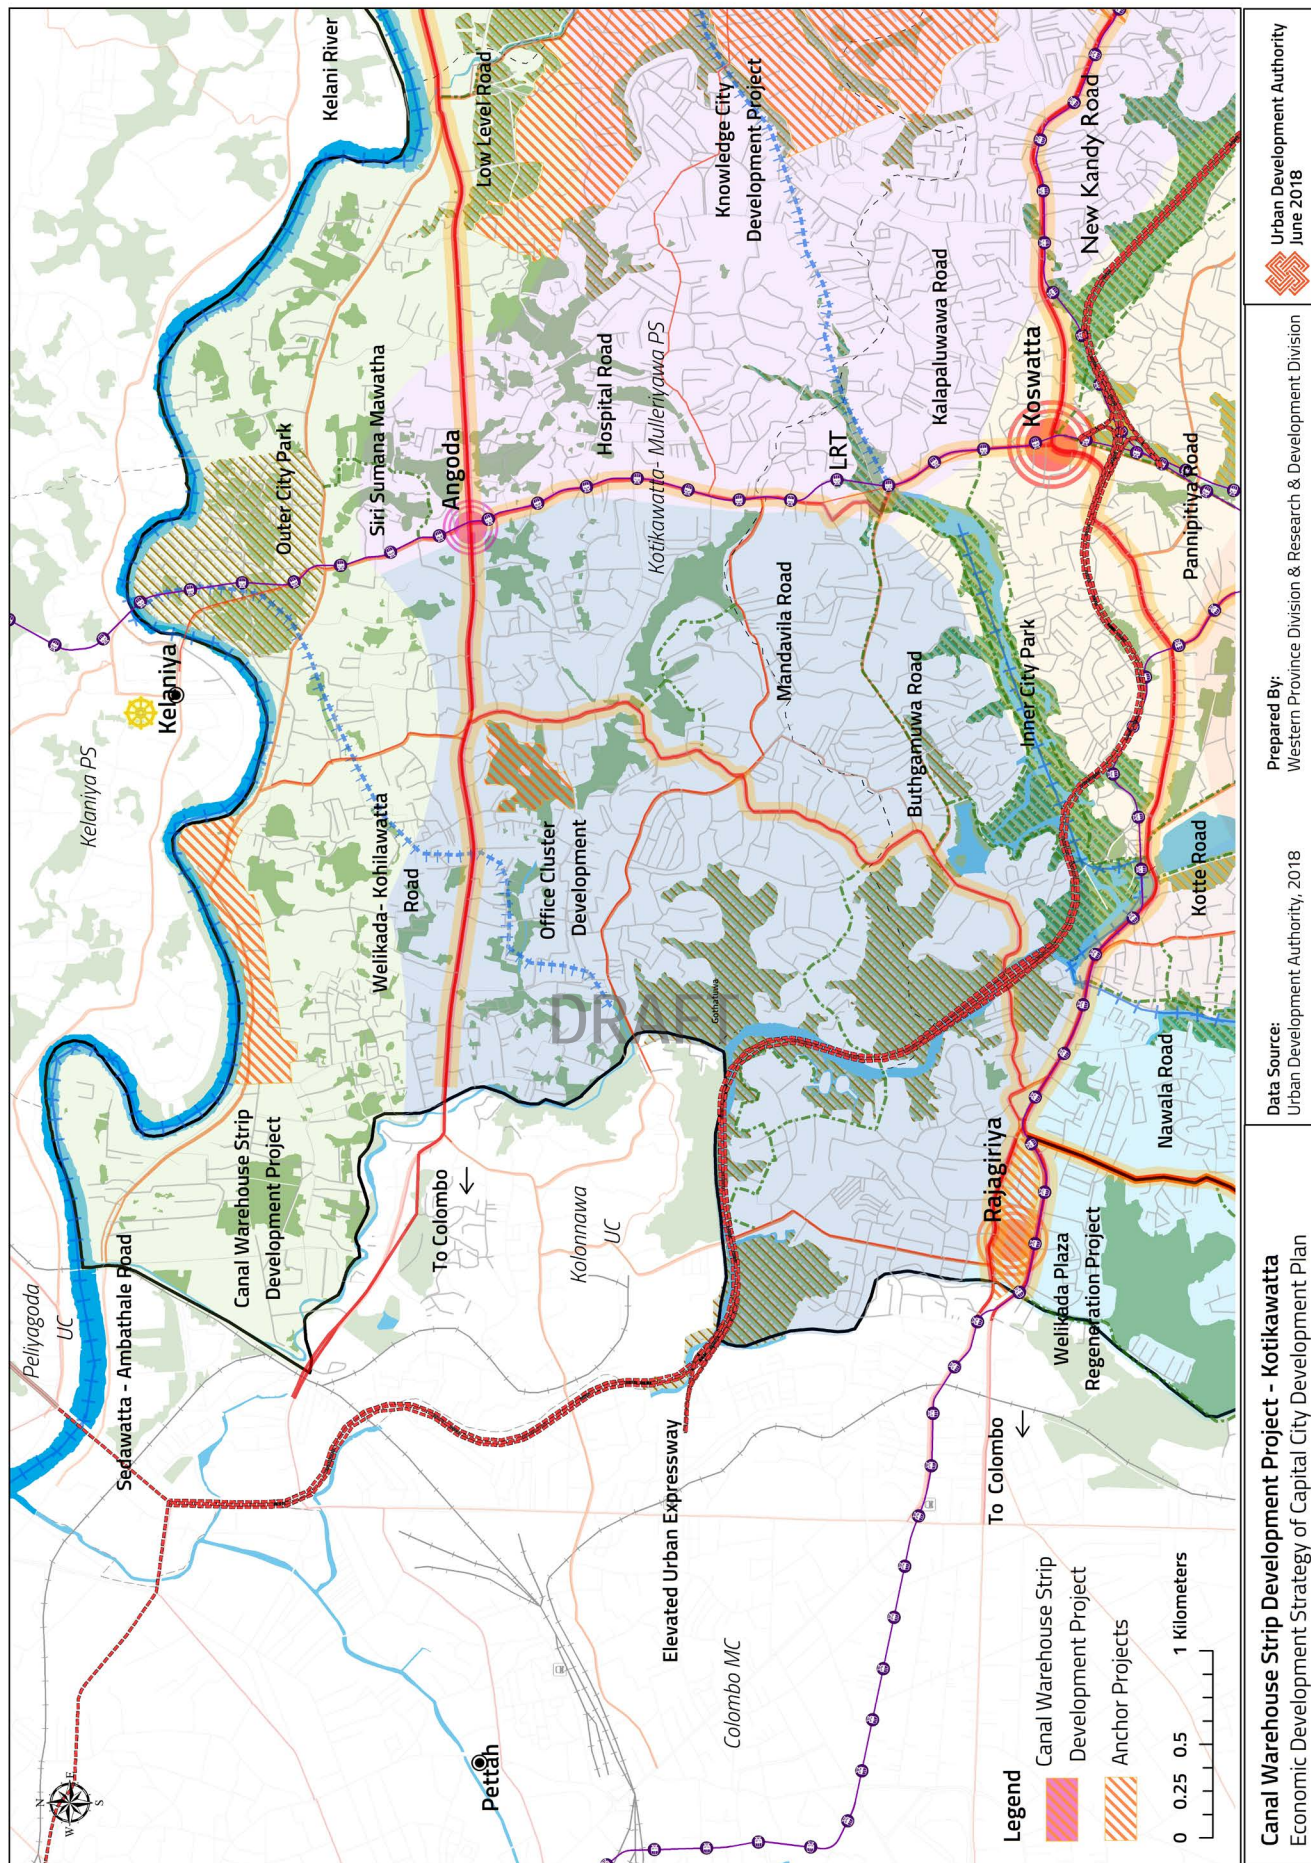 Kelani River
Low Level Road
Knowledge City
Development Project
New Kandy Road
Outer City Park
Siri Sumana Mawatha
Angoda
Hospital Road
Kotikawatta- Mulleriyawa PS
LRT
Kalapaluwawa Road
Koswatta
Pannipitiya Road
Kelaniya
Kelaniya PS
Mandavila Road
Inner City Park
Buthgamuwa Road
Welikada- Kohilawatta
Road
Office Cluster
Development
DRAFT
Gothatuwa
Kotte Road
Nawala Road
Canal Warehouse Strip
Development Project
To Colombo
Kolonnawa
UC
Rajagiriya
Welikada Plaza
Regeneration Project
Peliyagoda
UC
Sedawatta - Ambathale Road
Elevated Urban Expressway
To Colombo
Colombo MC
Pettah
N
E
S
W
Legend
Canal Warehouse Strip
Development Project
Anchor Projects
0 0.25 0.5 1 Kilometers
Canal Warehouse Strip Development Project - Kotikawatta
Economic Development Strategy of Capital City Development Plan
Data Source:
Urban Development Authority, 2018
Prepared By:
Western Province Division & Research & Development Division
Urban Development Authority
June 2018